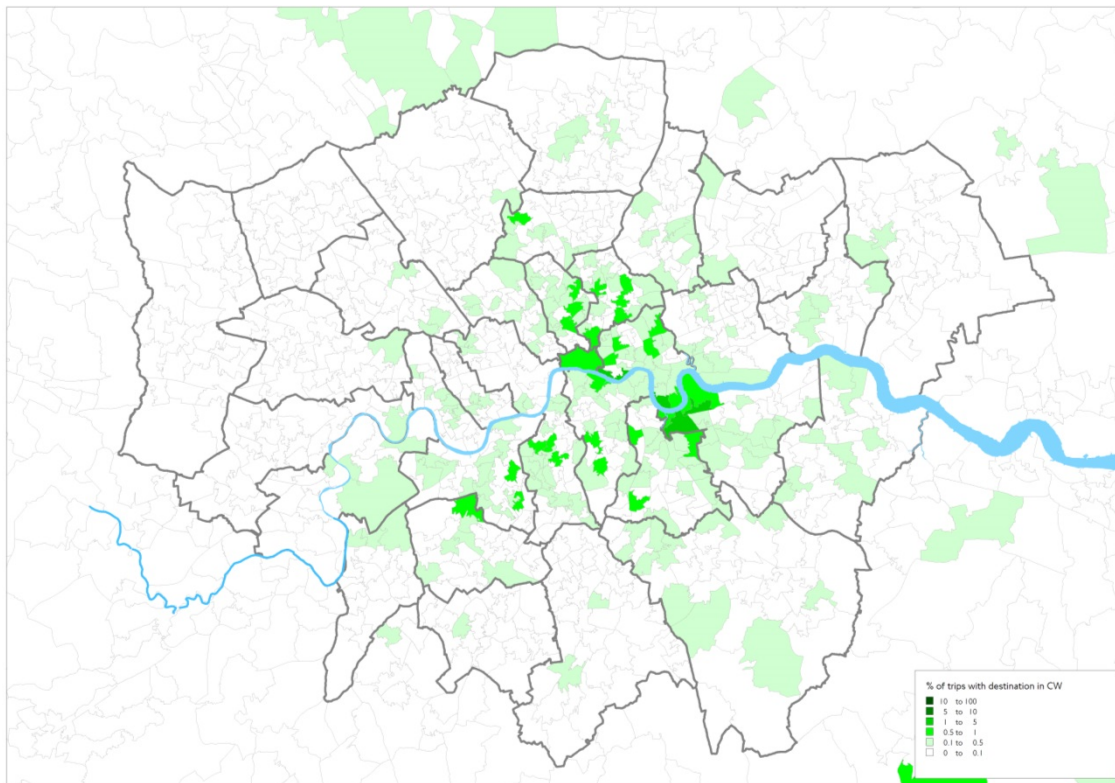 % of trips with destination in CW
10 to 100
5 to 10
1 to 5
0.5 to 1
0.1 to 0.5
0 to 0.1